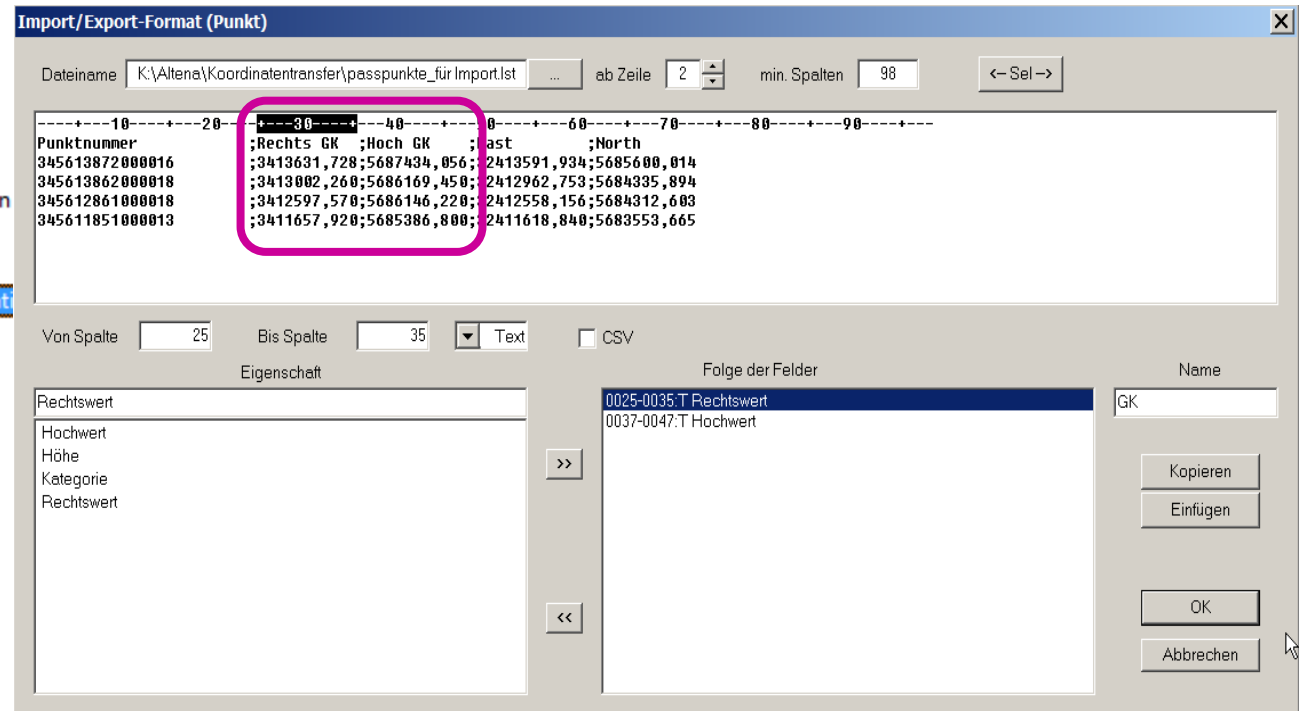 Import/Export-Format (Punkt)
Dateiname K:\Altena\Koordinatentransfer\passpunkte_für Import.lst ... ab Zeile 2 min. Spalten 98 <-- Sel -->
----+---10----+---20----+---30----+---40----+---50----+---60----+---70----+---80----+---90----+---
Punktnummer ;Rechts GK ;Hoch GK ;East ;North
345613872000016 ;3413631,728;5687434,056;32413591,934;5685600,014
345613862000018 ;3413002,260;5686169,450;32412962,753;5684335,894
345612861000018 ;3412597,570;5686146,220;32412558,156;5684312,603
345611851000013 ;3411657,920;5685386,800;32411618,840;5683553,665
n
ti
Von Spalte 25 Bis Spalte 35 Text CSV
Eigenschaft Folge der Felder Name
Rechtswert 0025-0035:T Rechtswert GK
0037-0047:T Hochwert
Hochwert
Höhe
Kategorie
Rechtswert
>>
Kopieren
Einfügen
<<
OK
Abbrechen